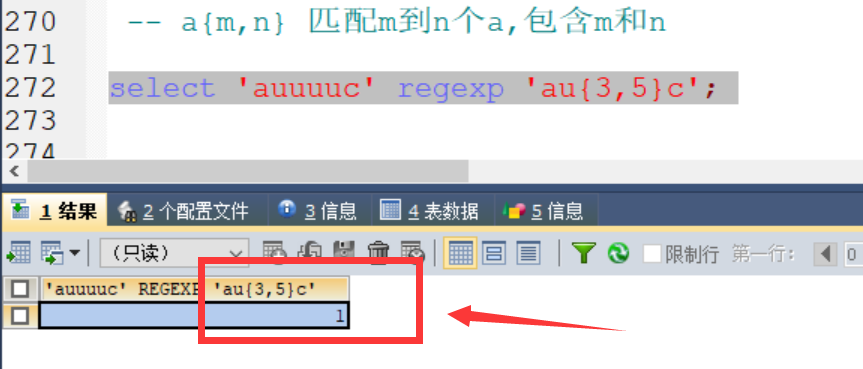 270 -- a{m,n} 匹配m到n个a,包含m和n
271
272 select 'auuuuc' regexp 'au{3,5}c';
273
274
1 结果 2 个配置文件 3 信息 4 表数据 5 信息
（只读） 限制行 第一行: 0
'auuuuc' REGEXP 'au{3,5}c'
1